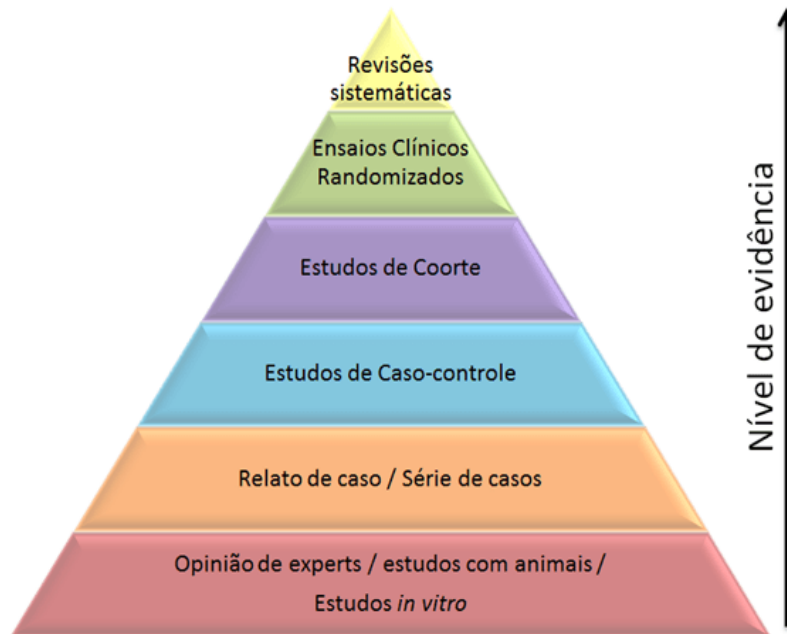 Revisões
sistemáticas
Ensaios Clínicos
Randomizados
Estudos de Coorte
Estudos de Caso-controle
Relato de caso / Série de casos
Opinião de experts / estudos com animais /
Estudos in vitro
Nível de evidência